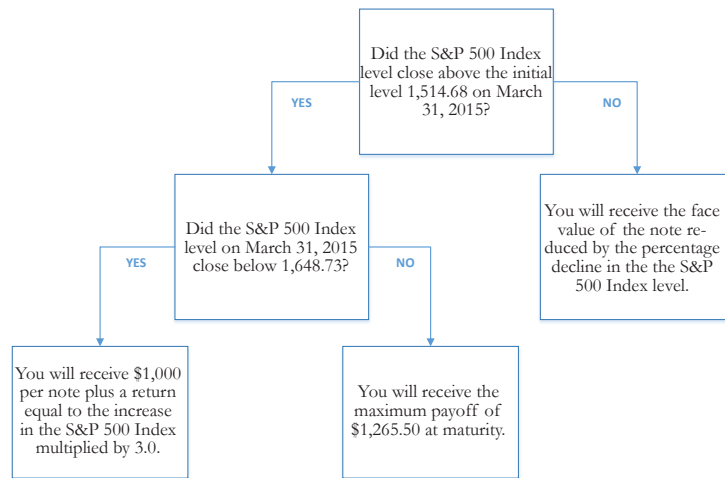 Did the S&P 500 Index
level close above the initial
level 1,514.68 on March
31, 2015?
YES
NO
Did the S&P 500 Index
level on March 31, 2015
close below 1,648.73?
You will receive the face
value of the note re-
duced by the percentage
decline in the the S&P
500 Index level.
YES
NO
You will receive $1,000
per note plus a return
equal to the increase
in the S&P 500 Index
multiplied by 3.0.
You will receive the
maximum payoff of
$1,265.50 at maturity.